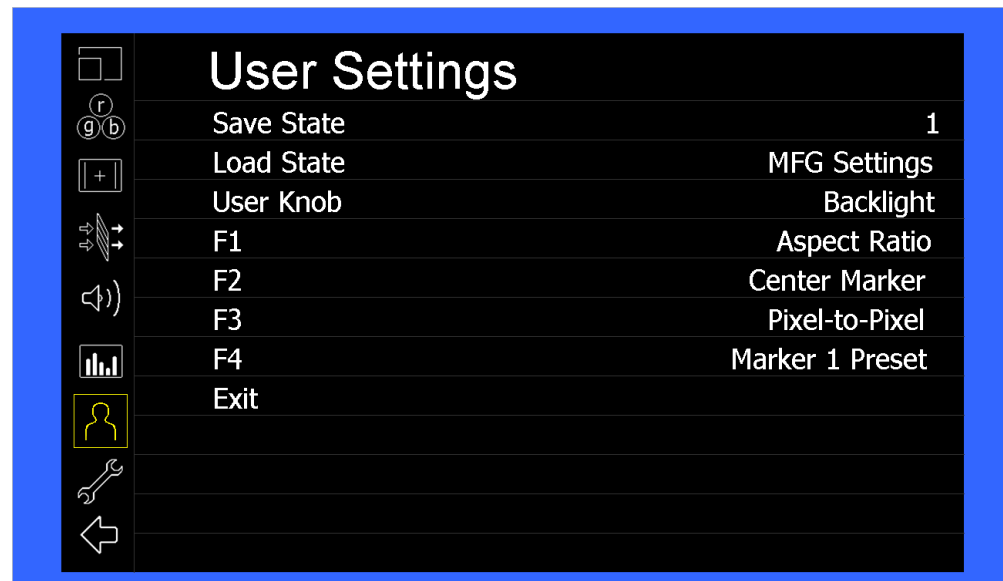 User Settings
r
g b
Save State 1
Load State MFG Settings
User Knob Backlight
F1 Aspect Ratio
F2 Center Marker
F3 Pixel-to-Pixel
F4 Marker 1 Preset
Exit